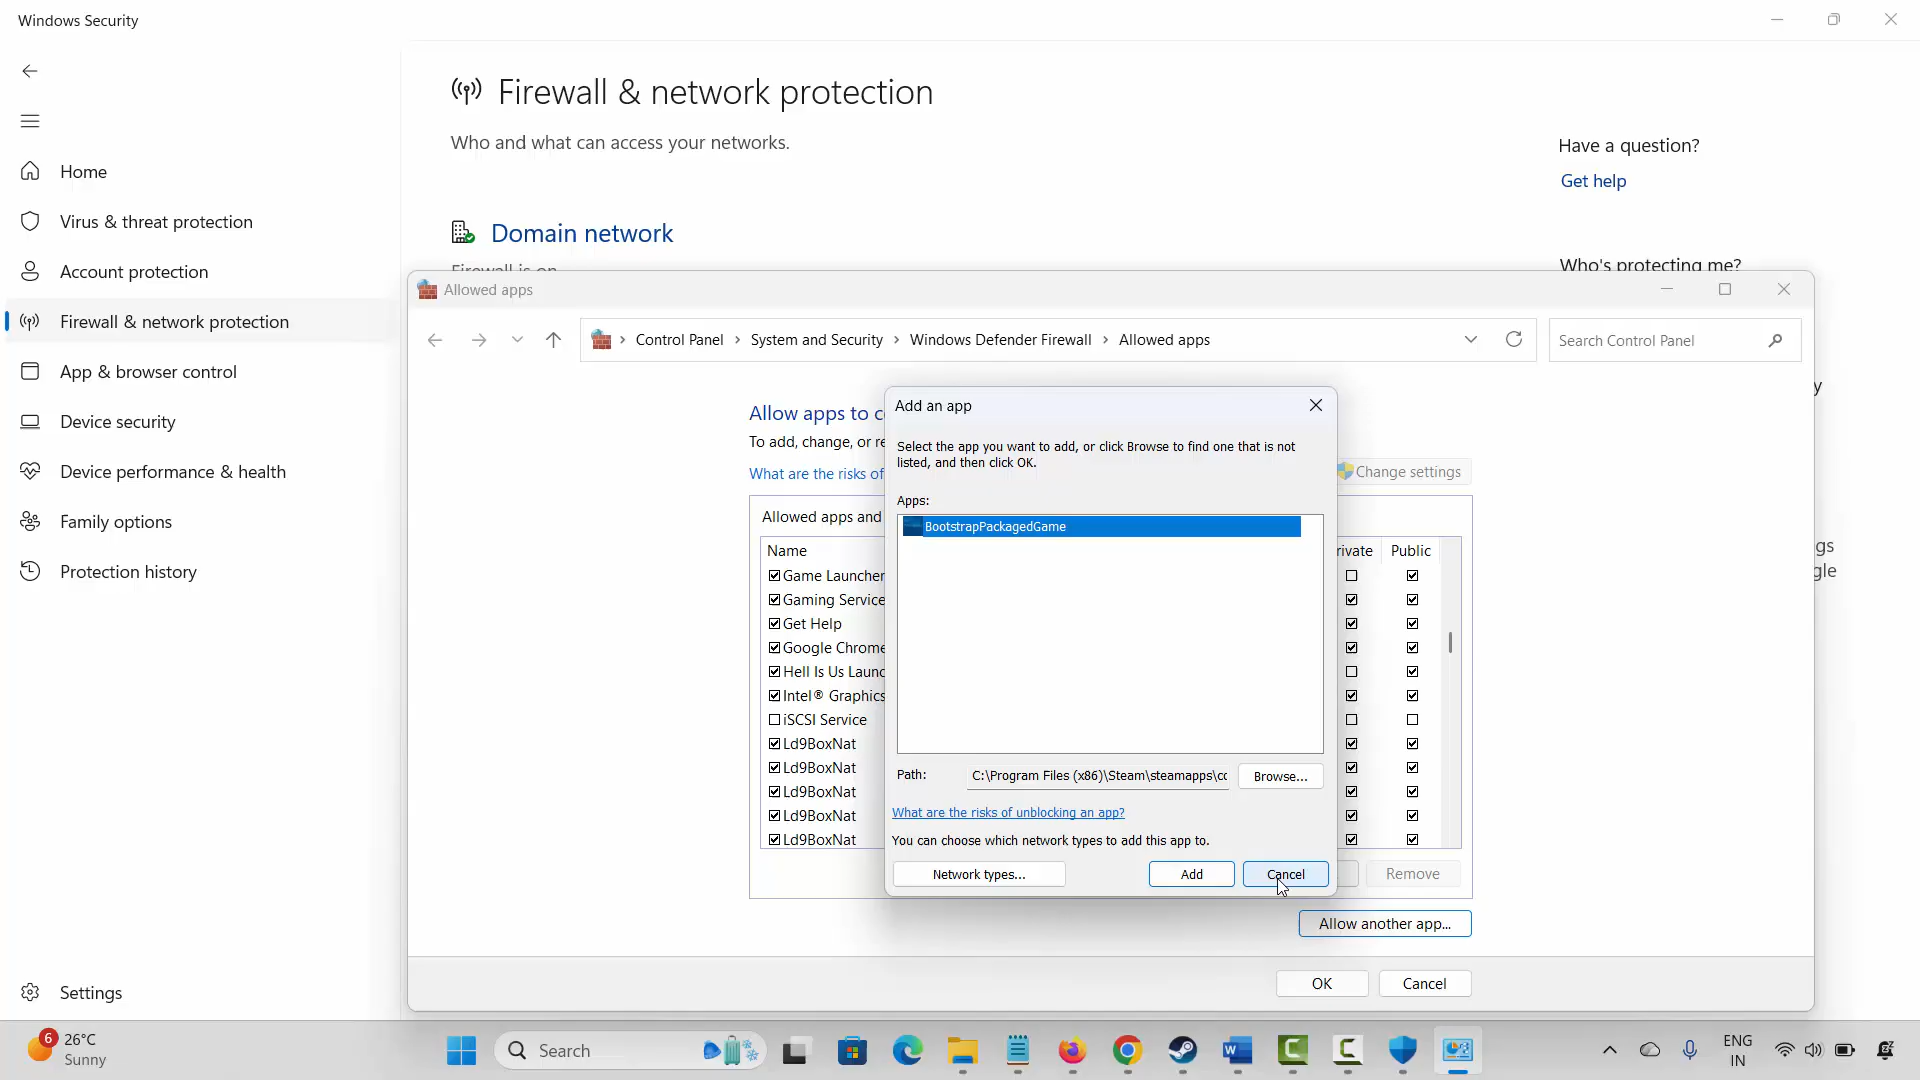 Windows Security
Home
Virus & threat protection
Account protection
Firewall & network protection
App & browser control
Device security
Device performance & health
Family options
Protection history
Settings
Firewall & network protection
Who and what can access your networks.
Domain network
Firewall is on
Have a question?
Get help
Who's protecting me?
Allowed apps
Control Panel > System and Security > Windows Defender Firewall > Allowed apps
Search Control Panel
Allow apps to c
To add, change, or re
What are the risks of
Change settings
Allowed apps and
Name
rivate
Public
Game Launcher
Gaming Service
Get Help
Google Chrome
Hell Is Us Launc
Intel® Graphics
iSCSI Service
Ld9BoxNat
Ld9BoxNat
Ld9BoxNat
Ld9BoxNat
Ld9BoxNat
Remove
Allow another app...
OK
Cancel
Add an app
Select the app you want to add, or click Browse to find one that is not
listed, and then click OK.
Apps:
BootstrapPackagedGame
Path:
C:\Program Files (x86)\Steam\steamapps\cc
Browse...
What are the risks of unblocking an app?
You can choose which network types to add this app to.
Network types...
Add
Cancel
y
gs
gle
6
26°C
Sunny
Search
ENG
IN